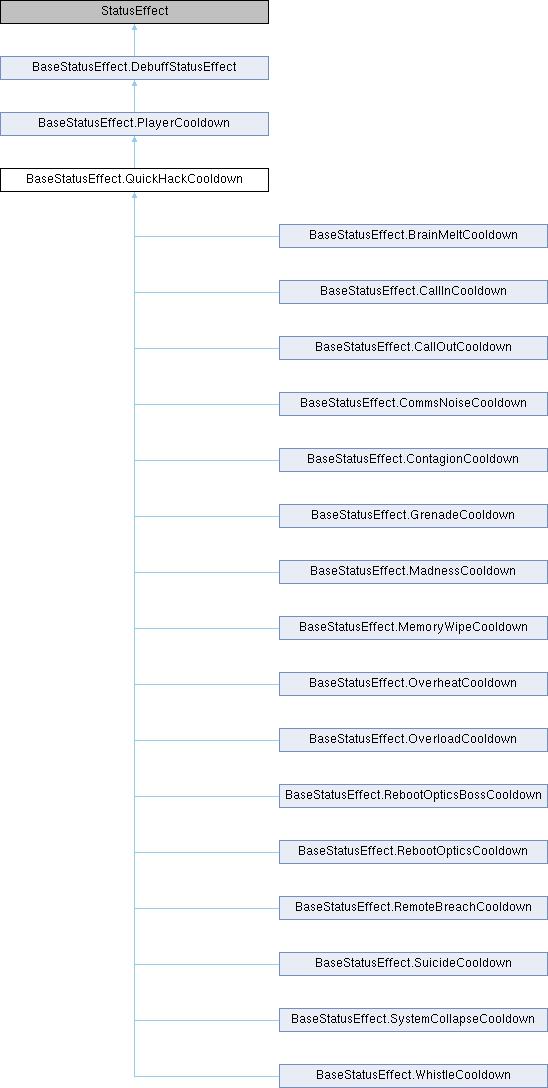 StatusEffect
BaseStatusEffect.DebuffStatusEffect
BaseStatusEffect.PlayerCooldown
BaseStatusEffect.QuickHackCooldown
BaseStatusEffect.BrainMeltCooldown
BaseStatusEffect.CallInCooldown
BaseStatusEffect.CallOutCooldown
BaseStatusEffect.CommsNoiseCooldown
BaseStatusEffect.ContagionCooldown
BaseStatusEffect.GrenadeCooldown
BaseStatusEffect.MadnessCooldown
BaseStatusEffect.MemoryWipeCooldown
BaseStatusEffect.OverheatCooldown
BaseStatusEffect.OverloadCooldown
BaseStatusEffect.RebootOpticsBossCooldown
BaseStatusEffect.RebootOpticsCooldown
BaseStatusEffect.RemoteBreachCooldown
BaseStatusEffect.SuicideCooldown
BaseStatusEffect.SystemCollapseCooldown
BaseStatusEffect.WhistleCooldown